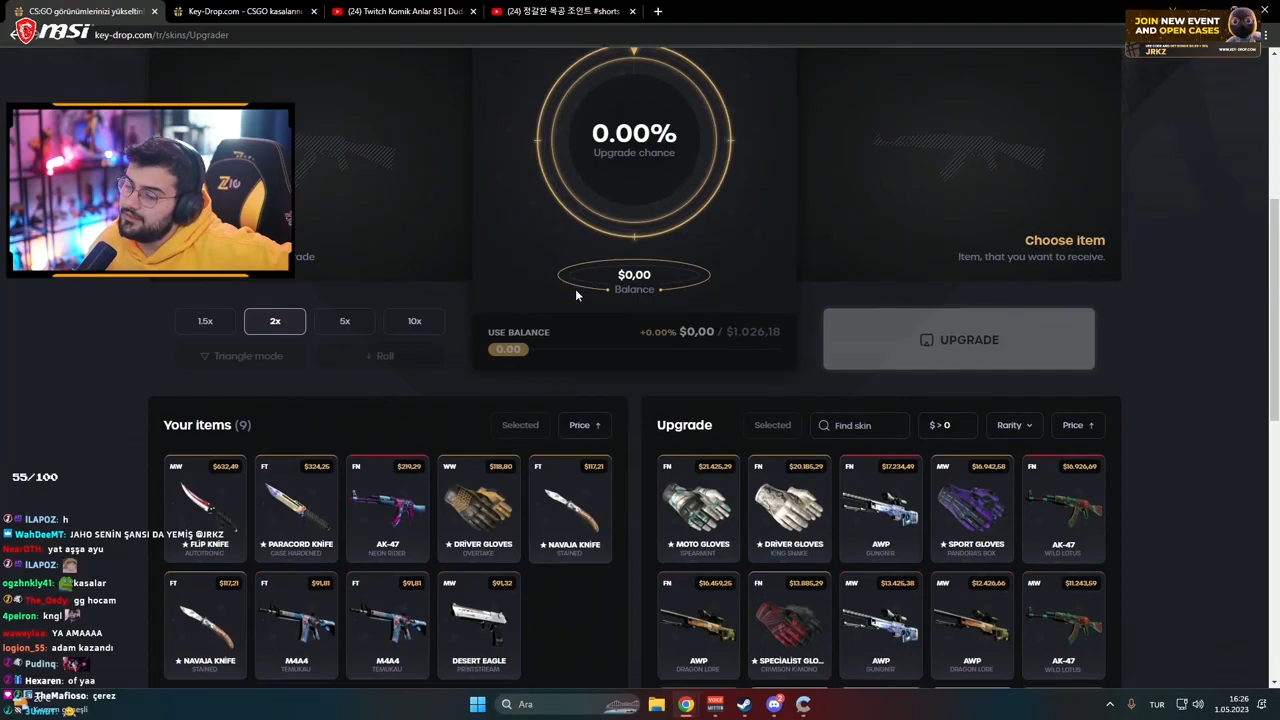 CSGO görünümlerinizi yükseltin
Key-Drop.com - CSGO kasalarını
(24) Twitch Komik Anlar 83 | Dud
(24) 정갈한 목공 조인트 #shorts
msi
key-drop.com/tr/skins/Upgrader
JOIN NEW EVENT
AND OPEN CASES
JRKZ
0.00%
Upgrade chance
$0,00
Balance
Choose item
Item, that you want to receive.
1.5x
2x
5x
10x
Triangle mode
Roll
USE BALANCE
+0.00% $0,00 / $1.026,18
0.00
UPGRADE
Your items (9)
Selected
Price ↑
MW $632,49
★ FLIP KNIFE
AUTOTRONIC
FT $324,25
★ PARACORD KNIFE
CASE HARDENED
FN $219,29
AK-47
NEON RIDER
WW $118,80
★ DRIVER GLOVES
OVERTAKE
FT $117,21
★ NAVAJA KNIFE
STAINED
FT $117,21
★ NAVAJA KNIFE
STAINED
FT $91,81
M4A4
TEMUKAU
FT $91,81
M4A4
TEMUKAU
MW $91,32
DESERT EAGLE
PRINTSTREAM
Upgrade
Selected
Find skin
$ > 0
Rarity
Price ↑
FN $21.425,29
★ MOTO GLOVES
SPEARMINT
FN $20.185,29
★ DRIVER GLOVES
KING SNAKE
FN $17.234,49
AWP
GUNGNIR
MW $16.942,58
★ SPORT GLOVES
PANDORA'S BOX
FN $16.926,69
AK-47
WILD LOTUS
FN $16.459,25
AWP
DRAGON LORE
FN $13.885,29
★ SPECIALIST GLO...
CRIMSON KIMONO
MW $13.425,38
AWP
GUNGNIR
MW $12.426,66
AWP
DRAGON LORE
MW $11.243,59
AK-47
WILD LOTUS
55/100
ILAPOZ: h
WahDeeMT: JAHO SENİN ŞANSI DA YEMİŞ @JRKZ
NearDTH: yat aşşa ayu
ILAPOZ:
ogzhnkly41: kasalar
The_Qedy: gg hocam
4peiron: kngi
waweylaa: YA AMAAAA
logion_55: adam kazandı
Pudinq:
Hexaren: of yaa
TheMafioso: çerez
Ara
TUR
16:26
1.05.2023